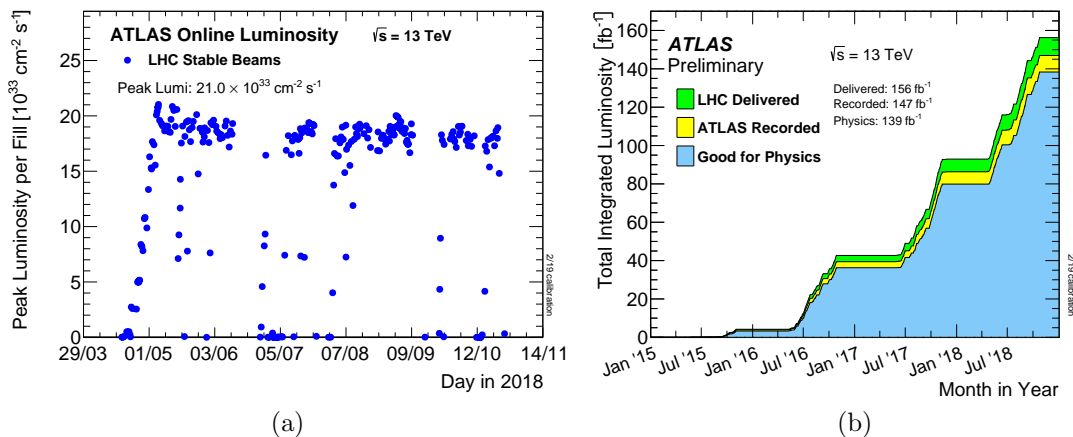 ATLAS Online Luminosity √s = 13 TeV
LHC Stable Beams
Peak Lumi: 21.0 × 10³³ cm⁻² s⁻¹
Peak Luminosity per Fill [10³³ cm⁻² s⁻¹]
25
20
15
10
5
0
29/03 01/05 03/06 05/07 07/08 09/09 12/10 14/11
Day in 2018
2/19 calibration
(a)
ATLAS
Preliminary
√s = 13 TeV
Delivered: 156 fb⁻¹
Recorded: 147 fb⁻¹
Physics: 139 fb⁻¹
LHC Delivered
ATLAS Recorded
Good for Physics
Total Integrated Luminosity [fb⁻¹]
160
140
120
100
80
60
40
20
0
Jan '15 Jul '15 Jan '16 Jul '16 Jan '17 Jul '17 Jan '18 Jul '18
Month in Year
2/19 calibration
(b)